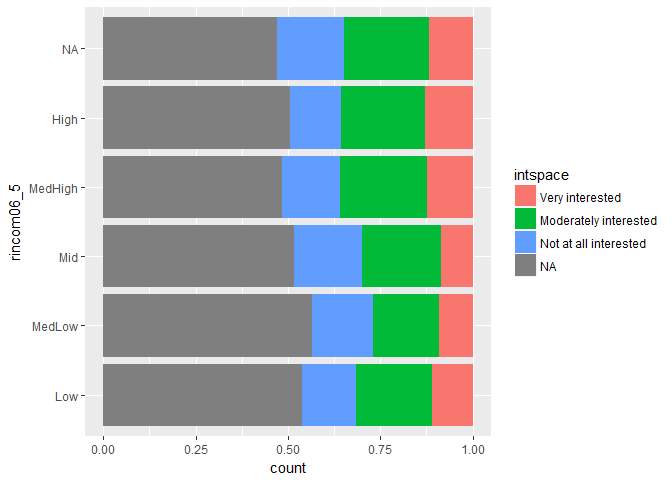 NA
High
MedHigh
Mid
MedLow
Low
rincom06_5
0.00 0.25 0.50 0.75 1.00
count
intspace
Very interested
Moderately interested
Not at all interested
NA